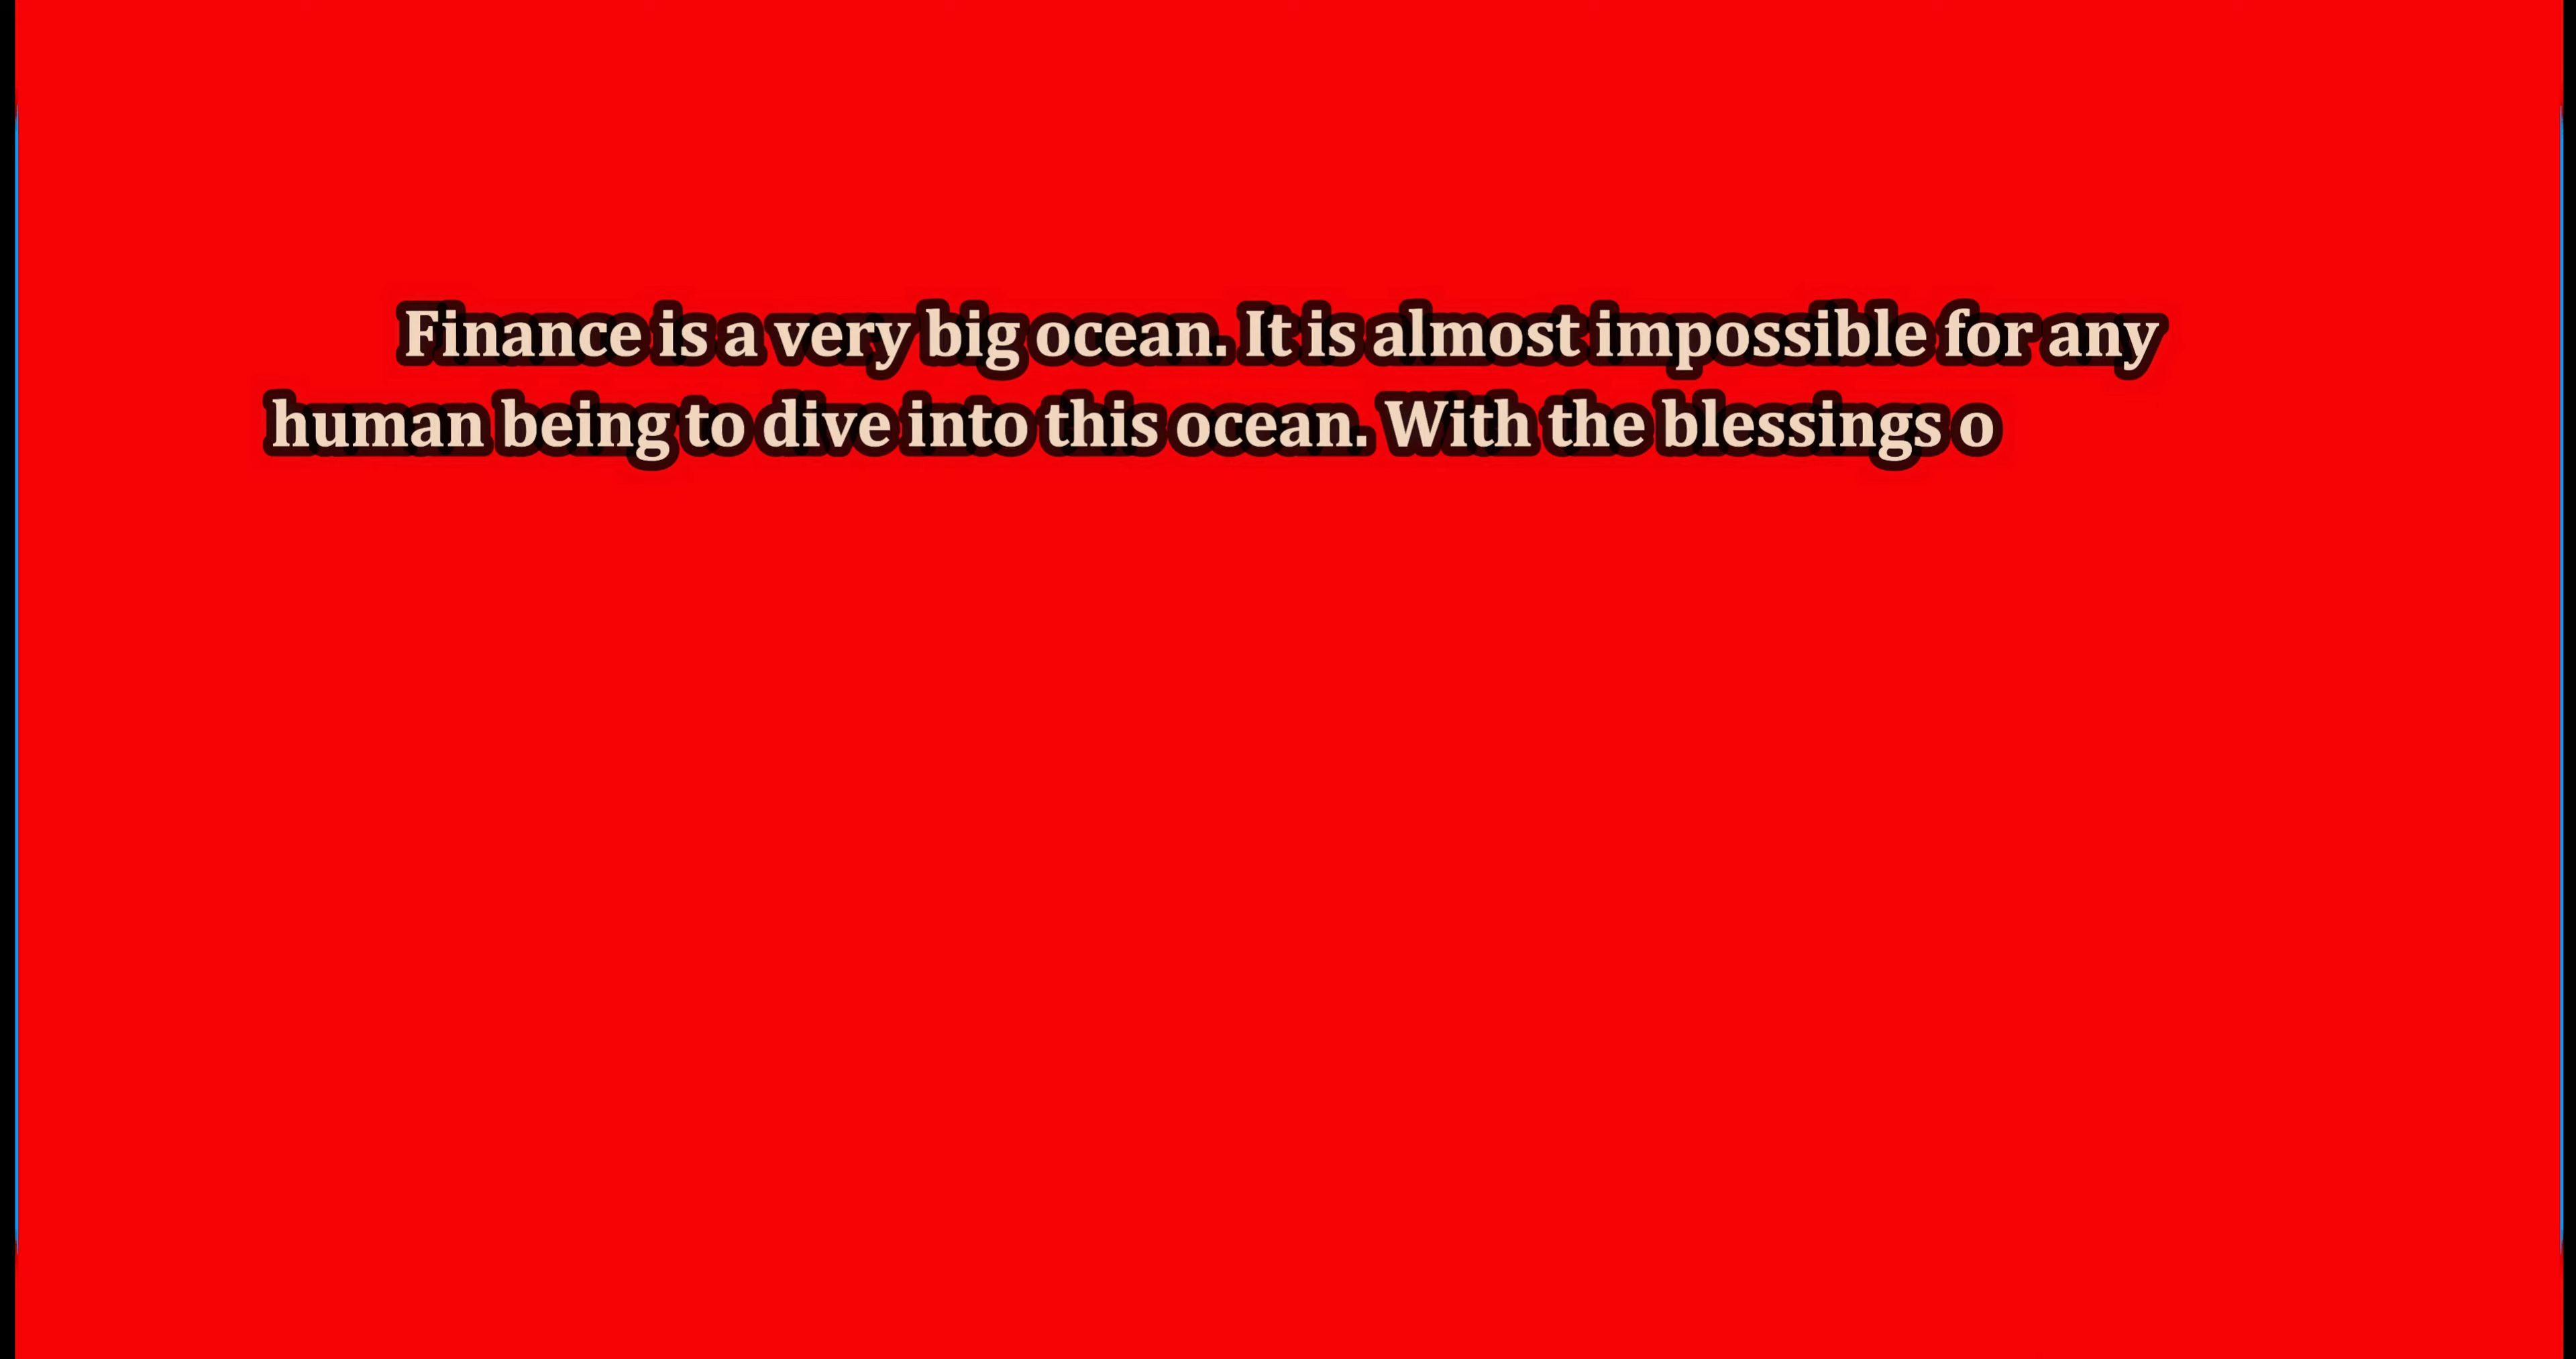 Finance is a very big ocean. It is almost impossible for any
human being to dive into this ocean. With the blessings o